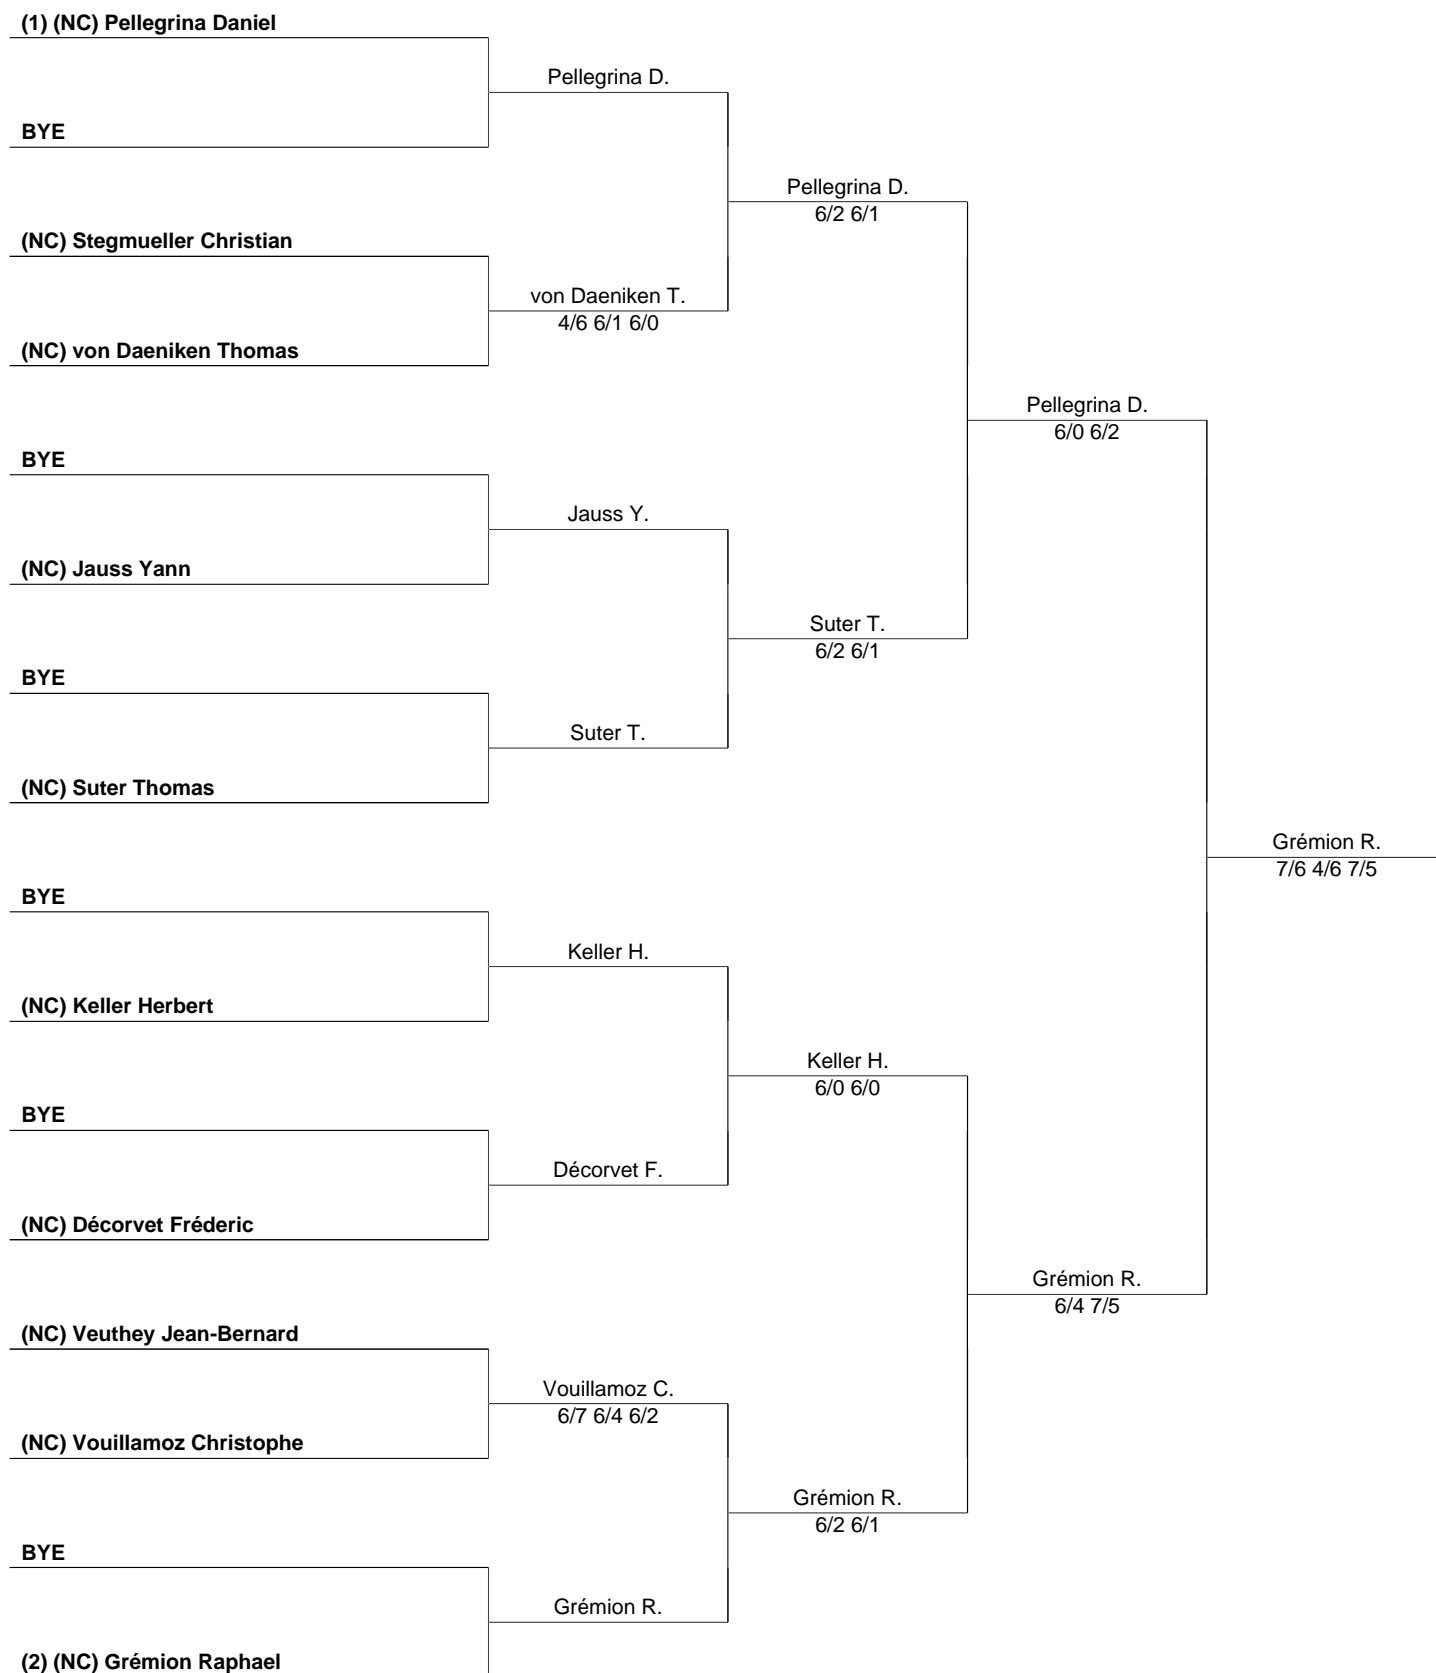 (1) (NC) Pellegrina Daniel
Pellegrina D.
BYE
Pellegrina D.
6/2 6/1
(NC) Stegmueller Christian
von Daeniken T.
4/6 6/1 6/0
(NC) von Daeniken Thomas
Pellegrina D.
6/0 6/2
BYE
Jauss Y.
(NC) Jauss Yann
Suter T.
6/2 6/1
BYE
Suter T.
(NC) Suter Thomas
Grémion R.
7/6 4/6 7/5
BYE
Keller H.
(NC) Keller Herbert
Keller H.
6/0 6/0
BYE
Décorvet F.
(NC) Décorvet Fréderic
Grémion R.
6/4 7/5
(NC) Veuthey Jean-Bernard
Vouillamoz C.
6/7 6/4 6/2
(NC) Vouillamoz Christophe
Grémion R.
6/2 6/1
BYE
Grémion R.
(2) (NC) Grémion Raphael